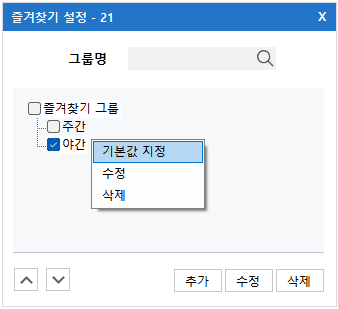 즐겨찾기 설정 - 21 X
그룹명
즐겨찾기 그룹
주간
야간
기본값 지정
수정
삭제
추가 수정 삭제